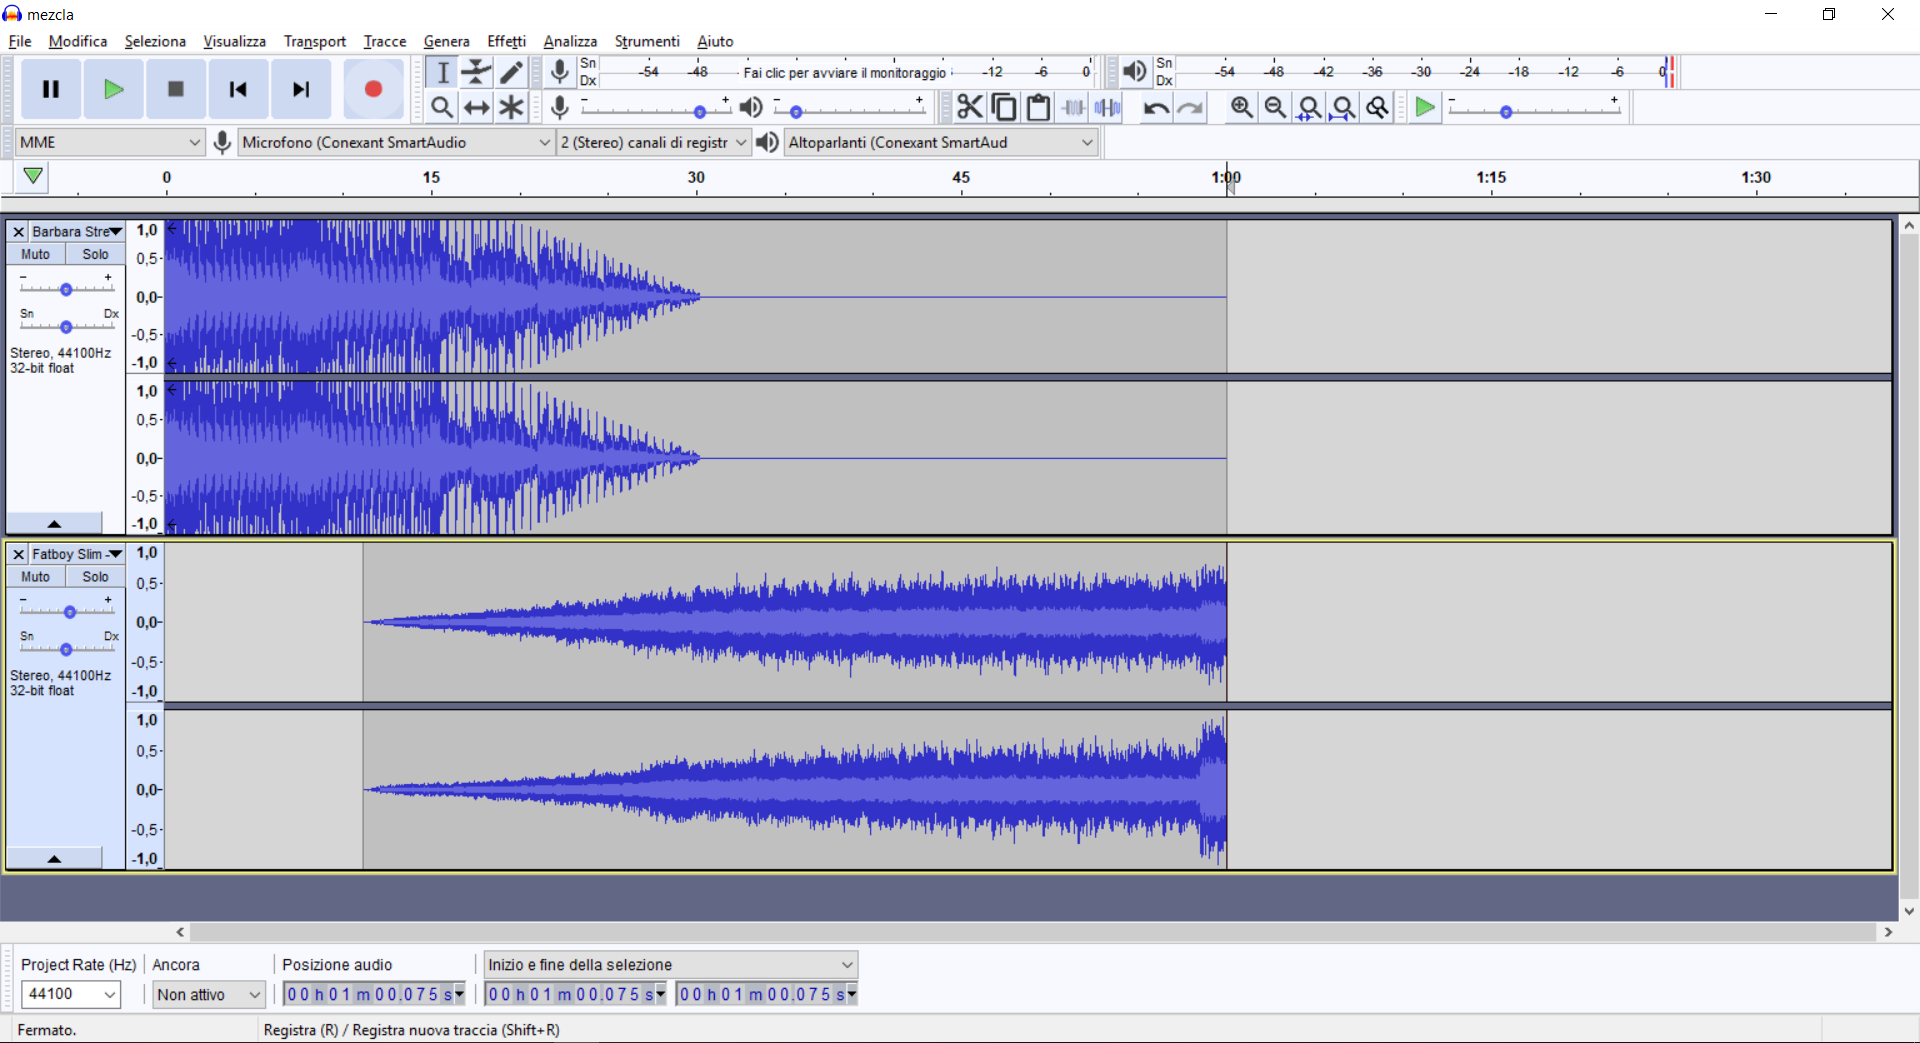 mezcla
File Modifica Seleziona Visualizza Transport Tracce Genera Effetti Analizza Strumenti Aiuto
Sn
Dx
-54 -48 Fai clic per avviare il monitoraggio -12 -6 0
Sn
Dx
-54 -48 -42 -36 -30 -24 -18 -12 -6 0
- + - + - +
MME Microfono (Conexant SmartAudio 2 (Stereo) canali di registr Altoparlanti (Conexant SmartAud
0 15 30 45 1:00 1:15 1:30
Barbara Stre
Muto Solo
- +
Sn Dx
Stereo, 44100Hz
32-bit float
1,0
0,5-
0,0-
-0,5-
-1,0
1,0
0,5-
0,0-
-0,5-
-1,0
Fatboy Slim -
Muto Solo
- +
Sn Dx
Stereo, 44100Hz
32-bit float
1,0
0,5-
0,0-
-0,5-
-1,0
1,0
0,5-
0,0-
-0,5-
-1,0
Project Rate (Hz) Ancora Posizione audio Inizio e fine della selezione
44100 Non attivo 00 h 01 m 00.075 s 00 h 01 m 00.075 s 00 h 01 m 00.075 s
Fermato. Registra (R) / Registra nuova traccia (Shift+R)